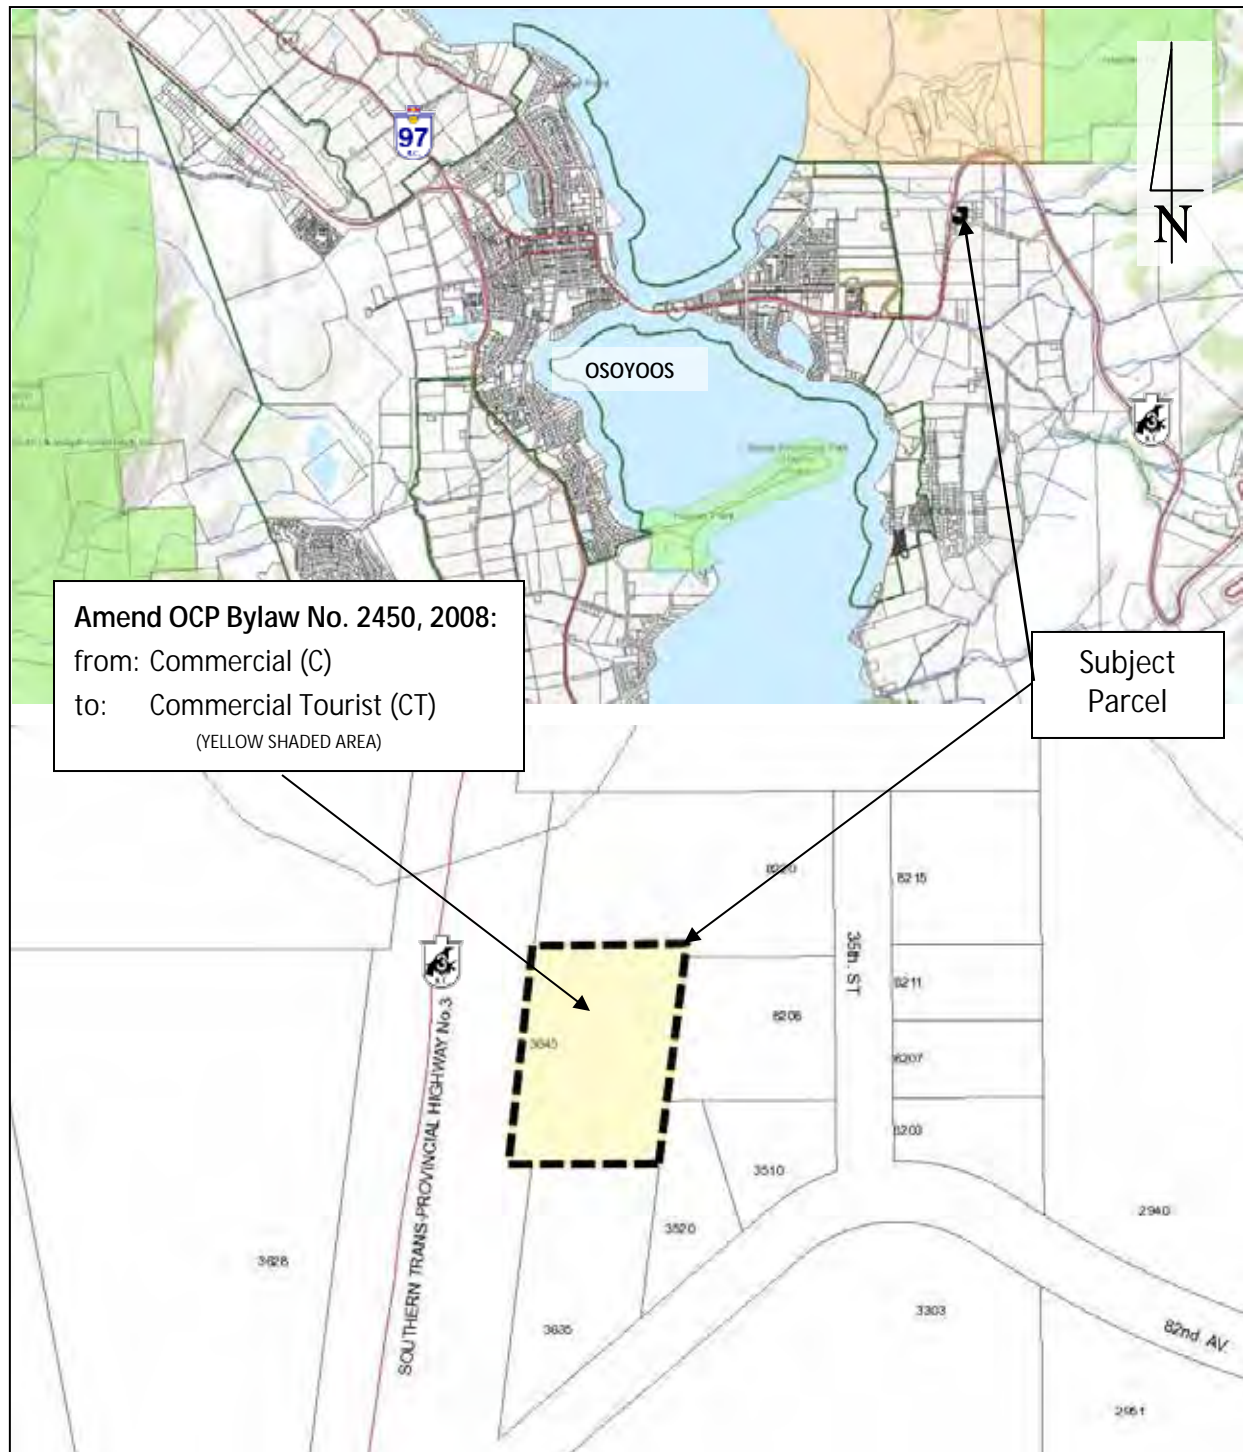 97
B.C.
N
OSOYOOS
3
Amend OCP Bylaw No. 2450, 2008:
from: Commercial (C)
to: Commercial Tourist (CT)
(YELLOW SHADED AREA)
Subject
Parcel
8220
8215
35th. ST
3
8211
8206
3645
8207
SOUTHERN TRANS-PROVINCIAL HIGHWAY No.3
8203
3510
3520
2940
3628
3303
3635
82nd. AV.
2951